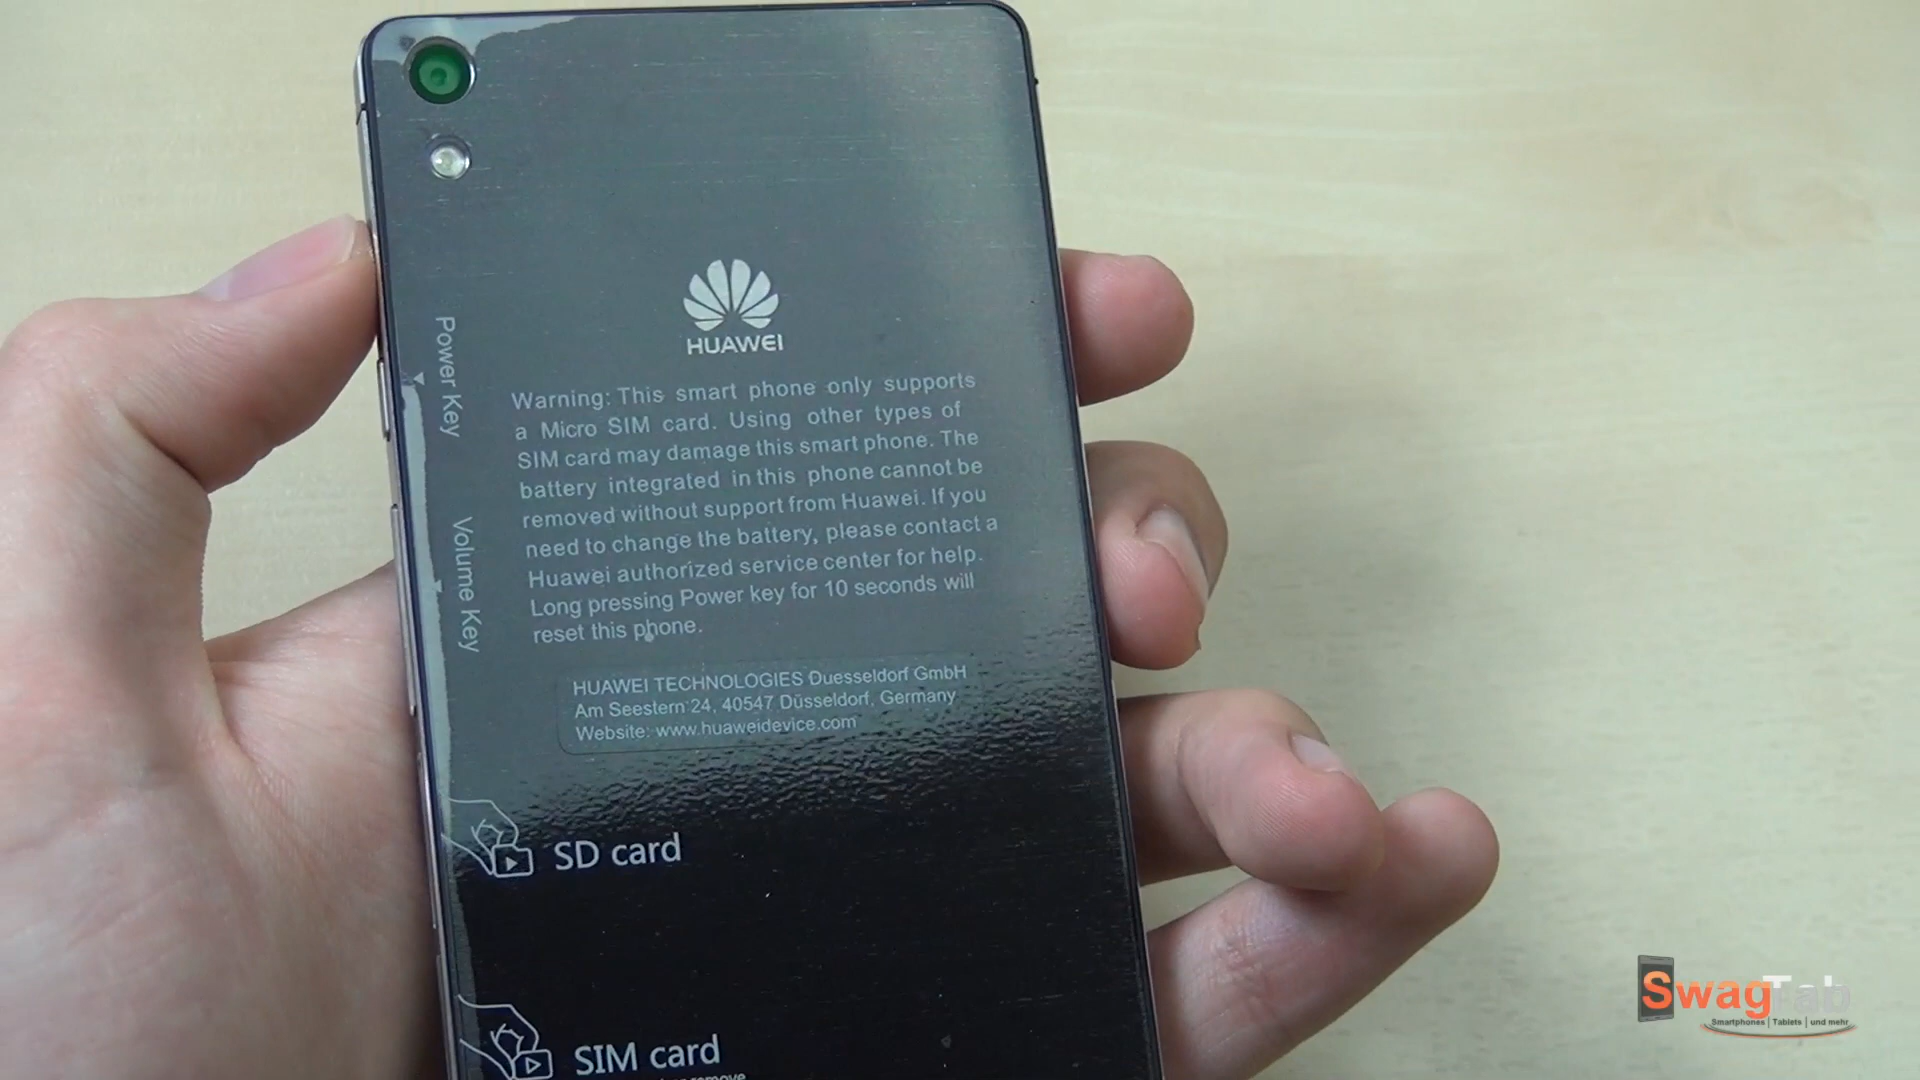 HUAWEI
Warning: This smart phone only supports
a Micro SIM card. Using other types of
SIM card may damage this smart phone. The
battery integrated in this phone cannot be
removed without support from Huawei. If you
need to change the battery, please contact a
Huawei authorized service center for help.
Long pressing Power key for 10 seconds will
reset this phone.
Power Key
Volume Key
HUAWEI TECHNOLOGIES Duesseldorf GmbH
Am Seestern 24, 40547 Düsseldorf, Germany
Website: www.huaweidevice.com
SD card
SIM card
remove
SwagTab
Smartphones | Tablets | und mehr